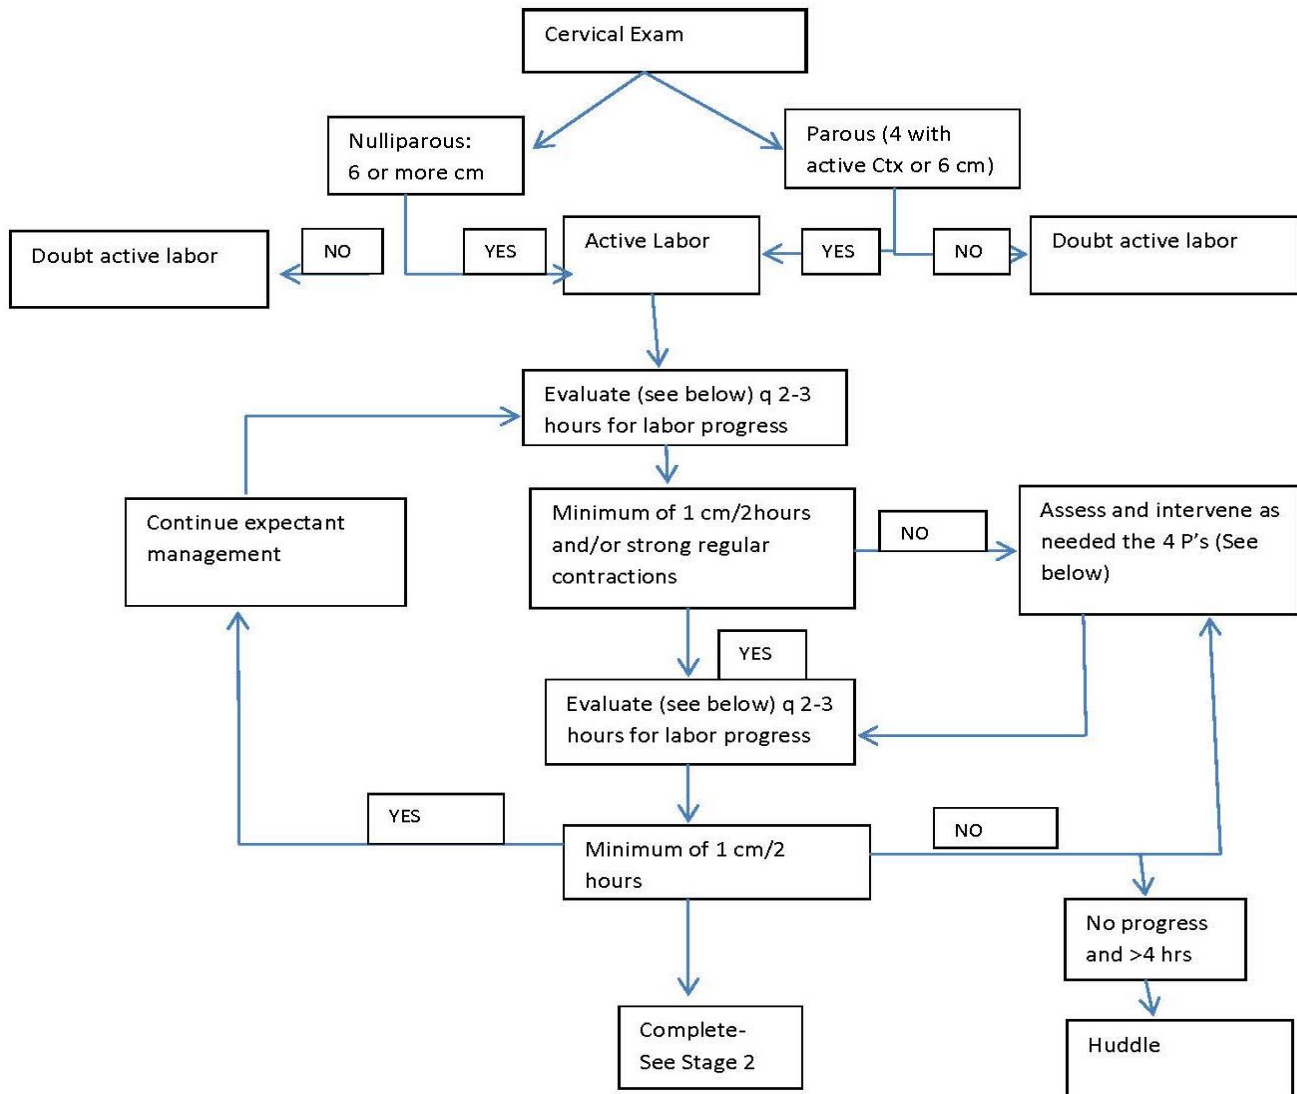 Cervical Exam
Nulliparous:
6 or more cm
Parous (4 with
active Ctx or 6 cm)
Doubt active labor
NO
YES
Active Labor
YES
NO
Doubt active labor
Evaluate (see below) q 2-3
hours for labor progress
Continue expectant
management
Minimum of 1 cm/2hours
and/or strong regular
contractions
NO
Assess and intervene as
needed the 4 P’s (See
below)
YES
Evaluate (see below) q 2-3
hours for labor progress
YES
Minimum of 1 cm/2
hours
NO
No progress
and >4 hrs
Complete-
See Stage 2
Huddle